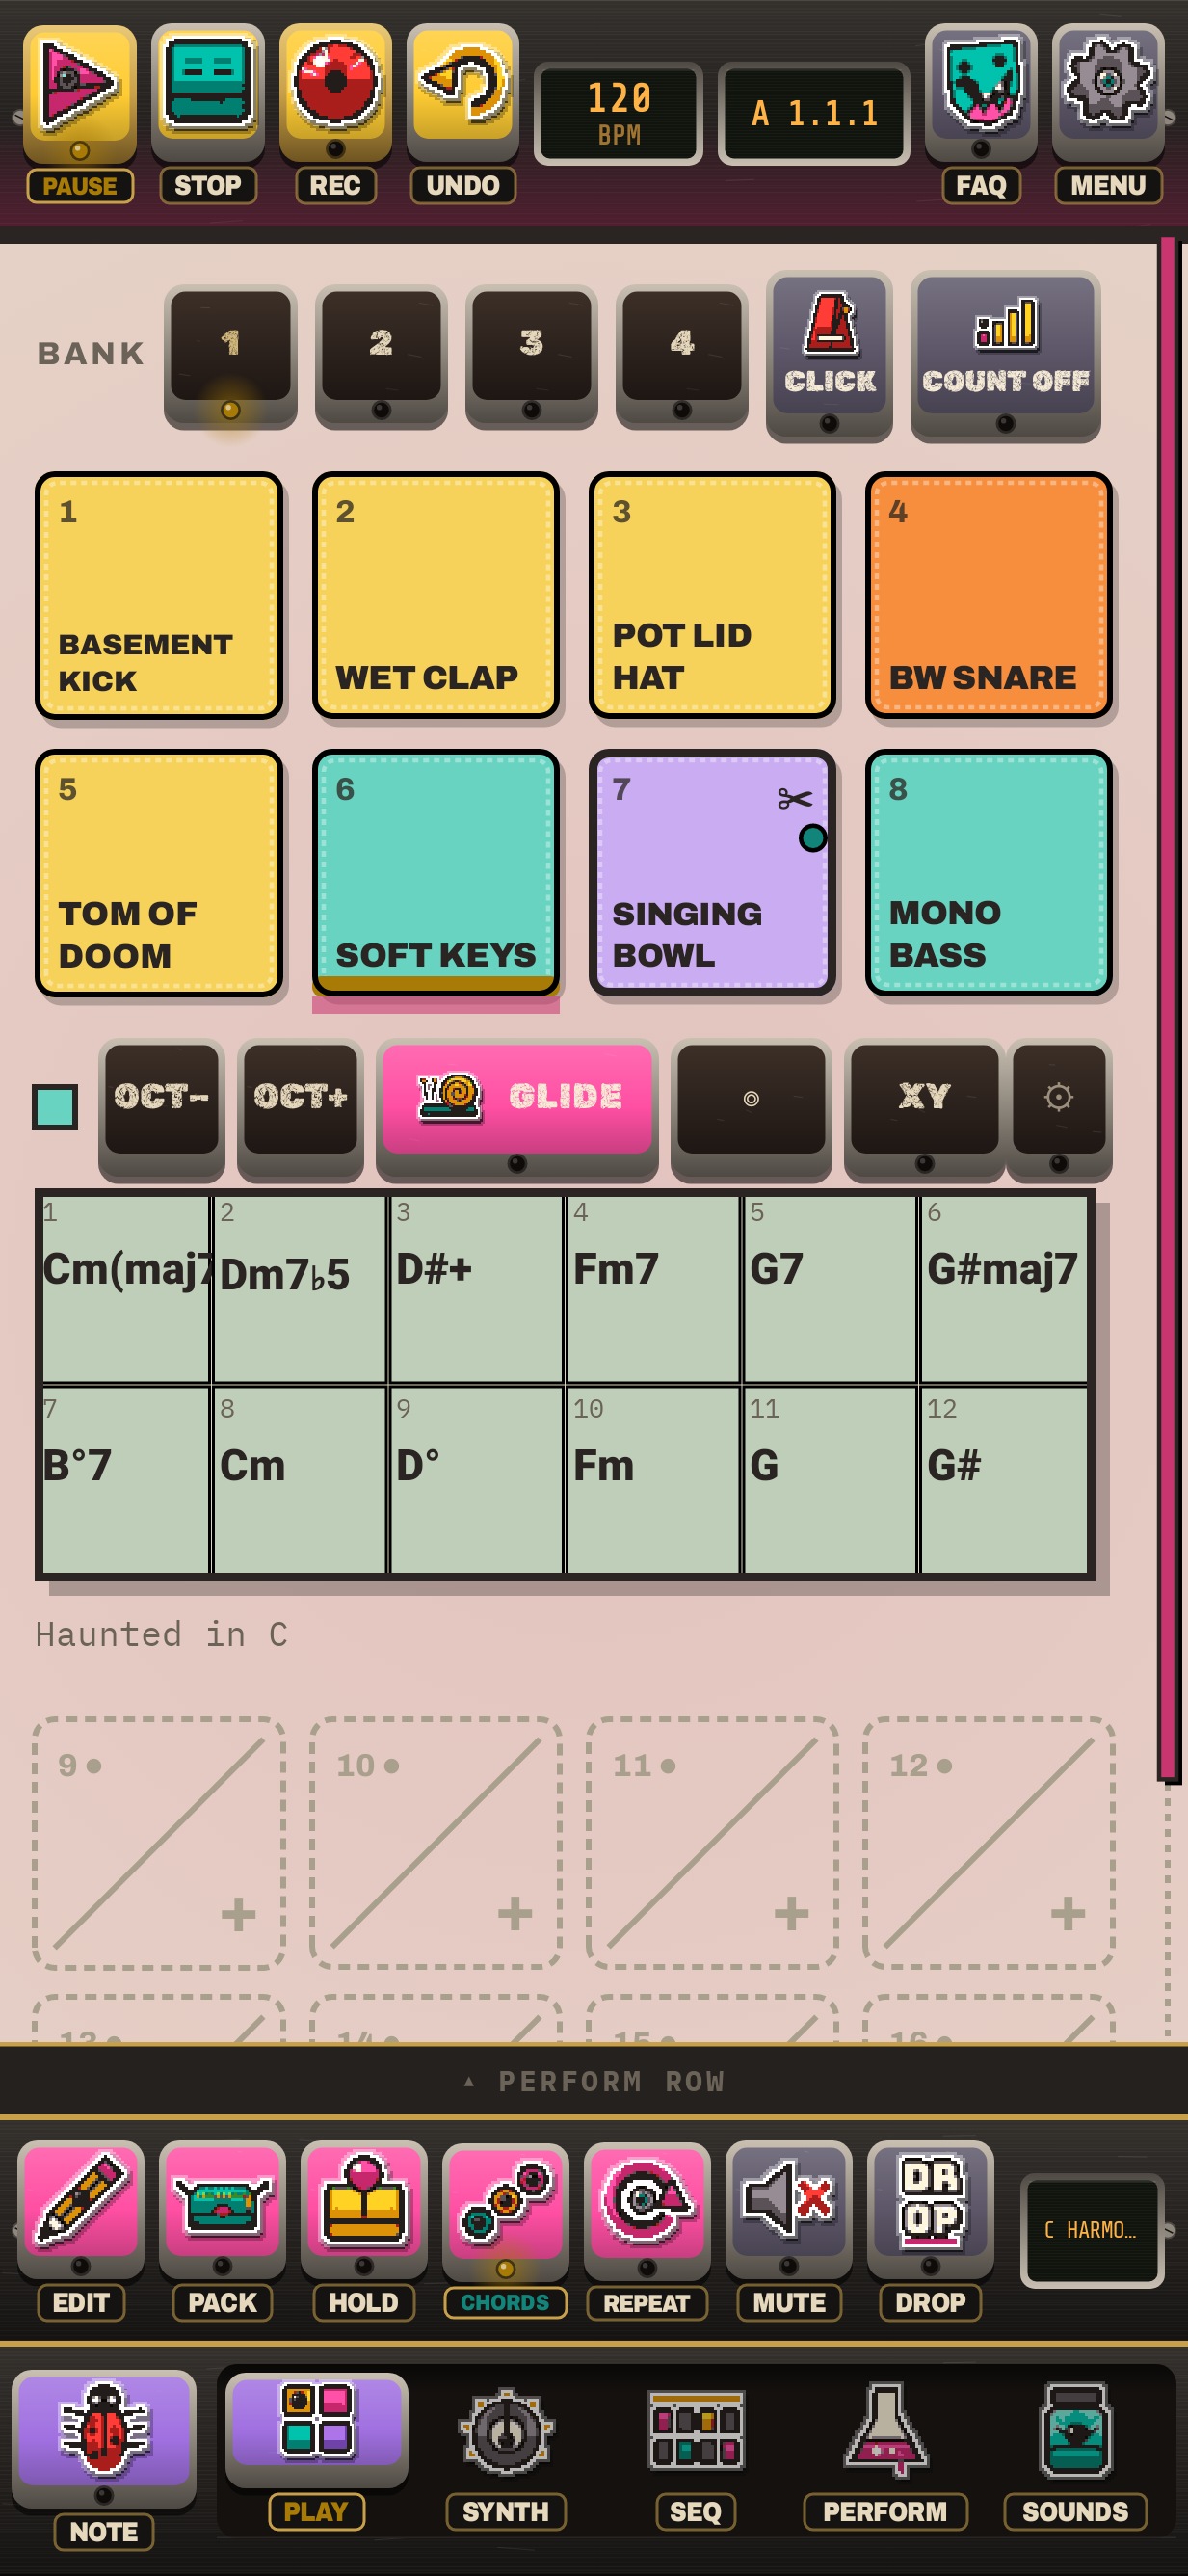 120
BPM
A 1.1.1
PAUSE
STOP
REC
UNDO
FAQ
MENU
BANK
1
2
3
4
CLICK
COUNT OFF
1
BASEMENT
KICK
2
WET CLAP
3
POT LID
HAT
4
BW SNARE
5
TOM OF
DOOM
6
SOFT KEYS
7
SINGING
BOWL
8
MONO
BASS
OCT-
OCT+
GLIDE
XY
1
Cm(maj7
2
Dm7♭5
3
D#+
4
Fm7
5
G7
6
G#maj7
7
B°7
8
Cm
9
D°
10
Fm
11
G
12
G#
Haunted in C
9
10
11
12
13
14
15
16
▲ PERFORM ROW
DR
OP
C HARMO…
EDIT
PACK
HOLD
CHORDS
REPEAT
MUTE
DROP
NOTE
PLAY
SYNTH
SEQ
PERFORM
SOUNDS